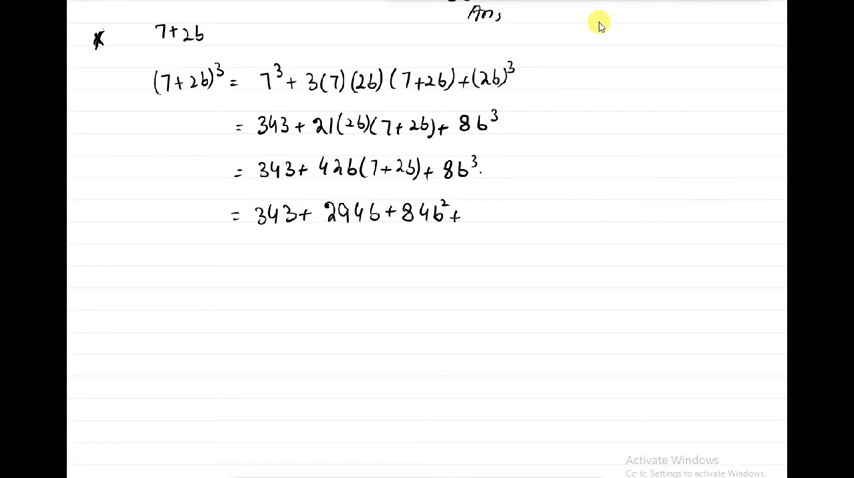 Ans,
* 7+2b
(7+2b)³ = 7³ + 3(7)(2b)(7+2b)+(2b)³
= 343 + 21(2b)(7+2b)+ 8b³
= 343+ 42b(7+2b)+ 8b³.
= 343+ 294b+84b²+
Activate Windows
Go to Settings to activate Windows.